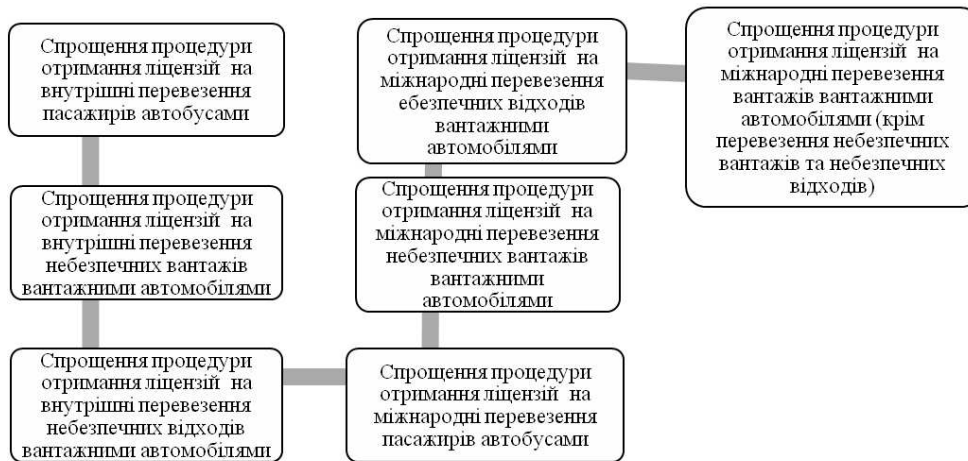 Спрощення процедури
отримання ліцензій на
внутрішні перевезення
пасажирів автобусами
Спрощення процедури
отримання ліцензій на
внутрішні перевезення
небезпечних вантажів
вантажними автомобілями
Спрощення процедури
отримання ліцензій на
внутрішні перевезення
небезпечних відходів
вантажними автомобілями
Спрощення процедури
отримання ліцензій на
міжнародні перевезення
пасажирів автобусами
Спрощення процедури
отримання ліцензій на
міжнародні перевезення
небезпечних вантажів
вантажними
автомобілями
Спрощення процедури
отримання ліцензій на
міжнародні перевезення
ебезпечних відходів
вантажними
автомобілями
Спрощення процедури
отримання ліцензій на
міжнародні перевезення
вантажів вантажними
автомобілями (крім
перевезення небезпечних
вантажів та небезпечних
відходів)